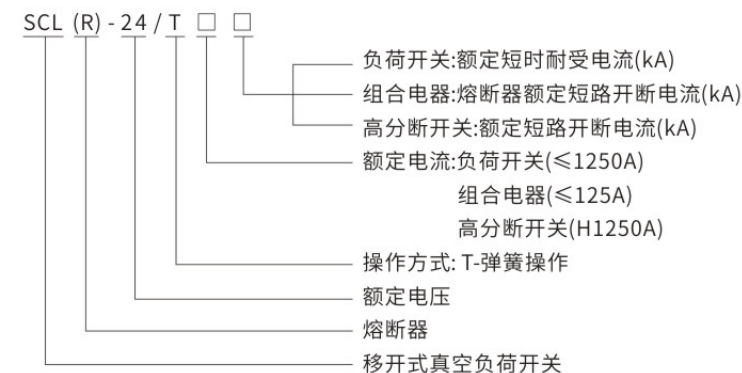 SCL (R) - 24 / T □ □
负荷开关:额定短时耐受电流(kA)
组合电器:熔断器额定短路开断电流(kA)
高分断开关:额定短路开断电流(kA)
额定电流:负荷开关(≤1250A)
组合电器(≤125A)
高分断开关(H1250A)
操作方式: T-弹簧操作
额定电压
熔断器
移开式真空负荷开关